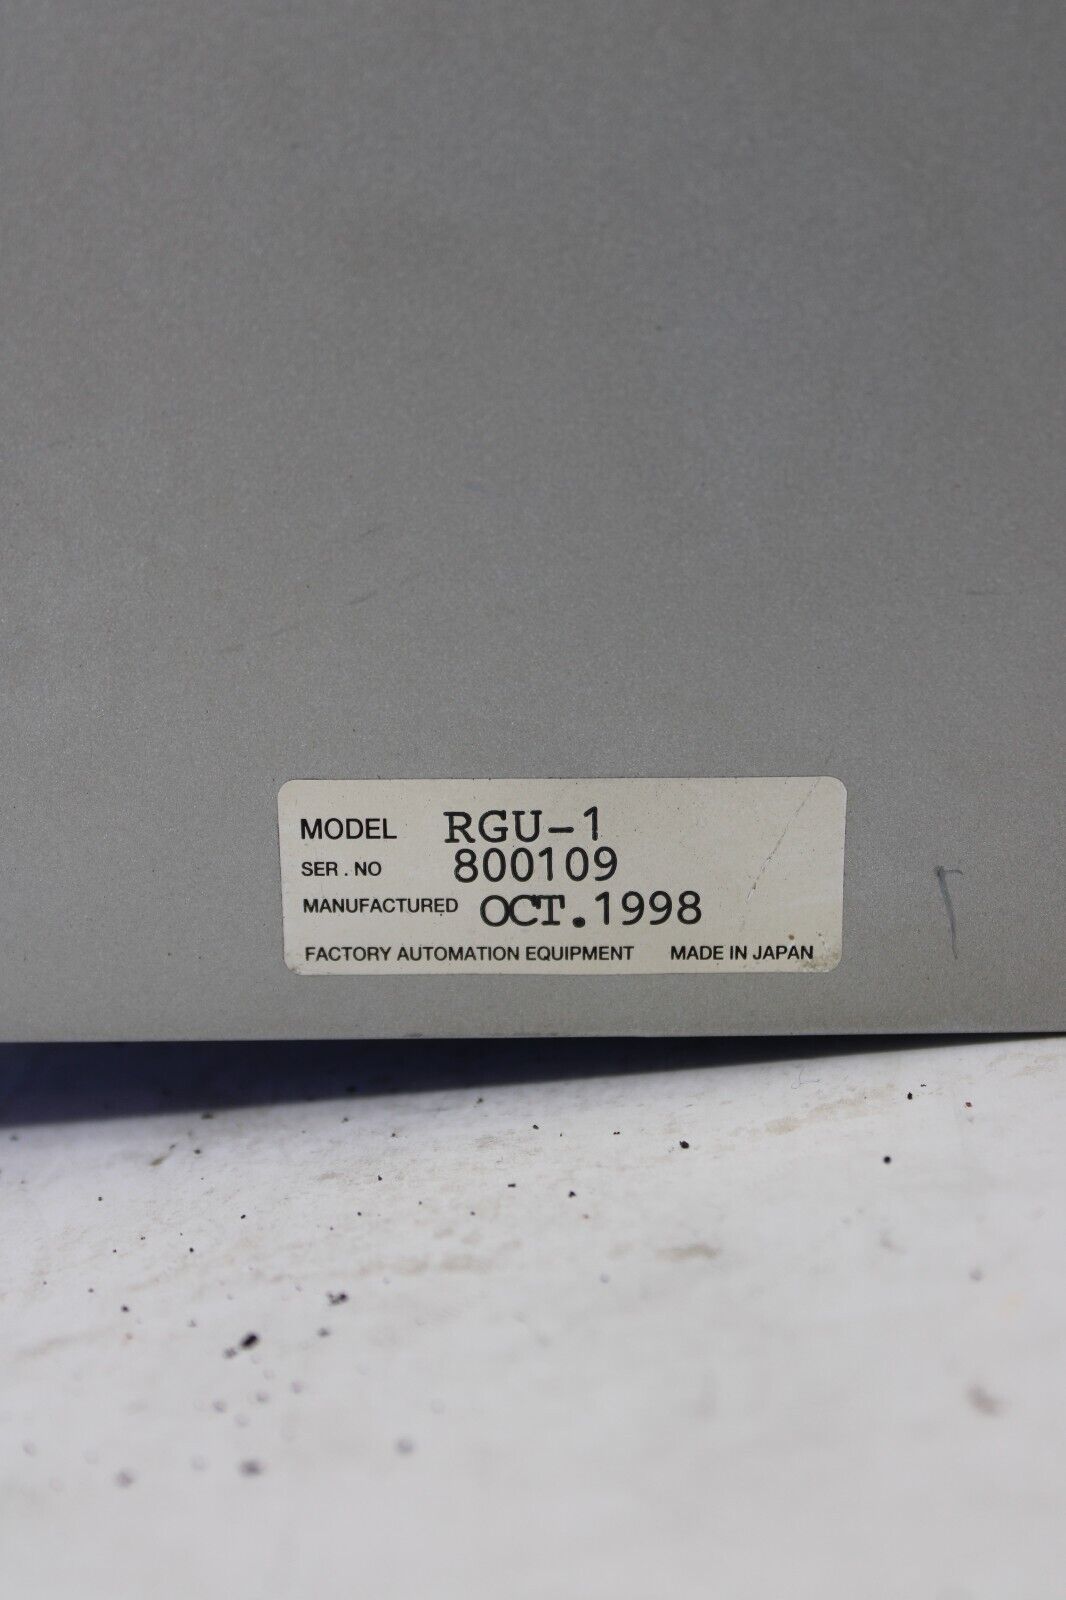 MODEL RGU-1
SER. NO 800109
MANUFACTURED OCT.1998
FACTORY AUTOMATION EQUIPMENT MADE IN JAPAN